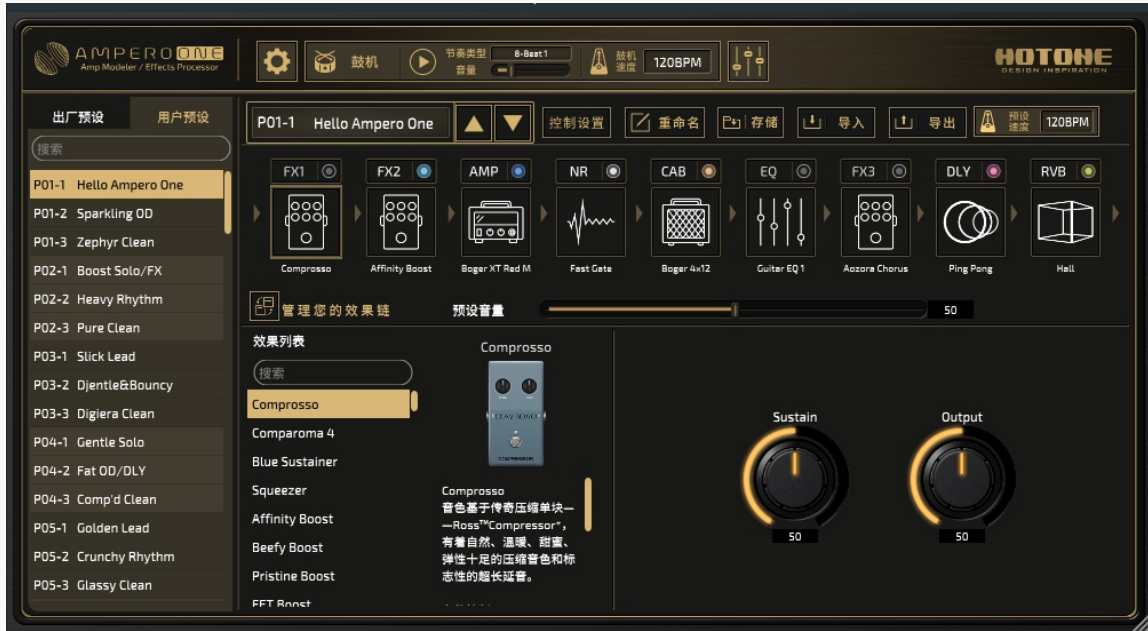 AMPERO ONE
Amp Modeler / Effects Processor
鼓机
节奏类型
8-Beat 1
音量
鼓机
速度
120BPM
HOTONE
DESIGN INSPIRATION
出厂预设
用户预设
搜索
P01-1 Hello Ampero One
P01-2 Sparkling OD
P01-3 Zephyr Clean
P02-1 Boost Solo/FX
P02-2 Heavy Rhythm
P02-3 Pure Clean
P03-1 Slick Lead
P03-2 Djentle&Bouncy
P03-3 Digiera Clean
P04-1 Gentle Solo
P04-2 Fat OD/DLY
P04-3 Comp'd Clean
P05-1 Golden Lead
P05-2 Crunchy Rhythm
P05-3 Glassy Clean
P01-1 Hello Ampero One
控制设置
重命名
存储
导入
导出
预设
速度
120BPM
FX1
FX2
AMP
NR
CAB
EQ
FX3
DLY
RVB
Comprosso
Affinity Boost
Boger XT Red M
Fast Gate
Boger 4x12
Guitar EQ 1
Aozora Chorus
Ping Pong
Hall
管理您的效果链
预设音量
50
效果列表
搜索
Comprosso
Comparoma 4
Blue Sustainer
Squeezer
Affinity Boost
Beefy Boost
Pristine Boost
FET Boost
Comprosso
COMPRESSOR
Comprosso
音色基于传奇压缩单块—
—Ross™Compressor*，
有着自然、温暖、甜蜜、
弹性十足的压缩音色和标
志性的超长延音。
Sustain
50
Output
50